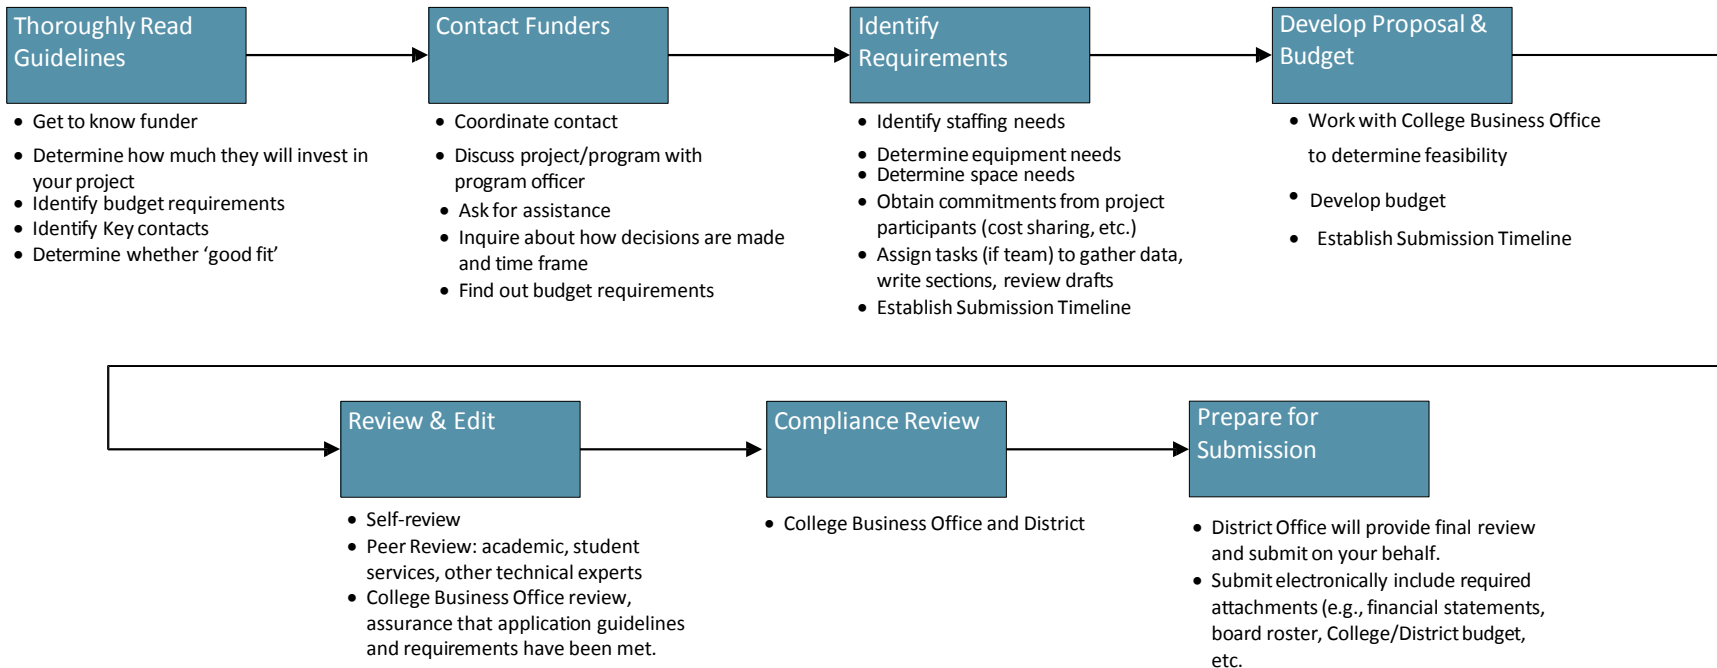 Thoroughly Read
Guidelines
• Get to know funder
• Determine how much they will invest in
your project
• Identify budget requirements
• Identify Key contacts
• Determine whether ‘good fit’
Contact Funders
• Coordinate contact
• Discuss project/program with
program officer
• Ask for assistance
• Inquire about how decisions are made
and time frame
• Find out budget requirements
Identify
Requirements
• Identify staffing needs
• Determine equipment needs
• Determine space needs
• Obtain commitments from project
participants (cost sharing, etc.)
• Assign tasks (if team) to gather data,
write sections, review drafts
• Establish Submission Timeline
Develop Proposal &
Budget
• Work with College Business Office
to determine feasibility
• Develop budget
• Establish Submission Timeline
Review & Edit
• Self-review
• Peer Review: academic, student
services, other technical experts
• College Business Office review,
assurance that application guidelines
and requirements have been met.
Compliance Review
• College Business Office and District
Prepare for
Submission
• District Office will provide final review
and submit on your behalf.
• Submit electronically include required
attachments (e.g., financial statements,
board roster, College/District budget,
etc.